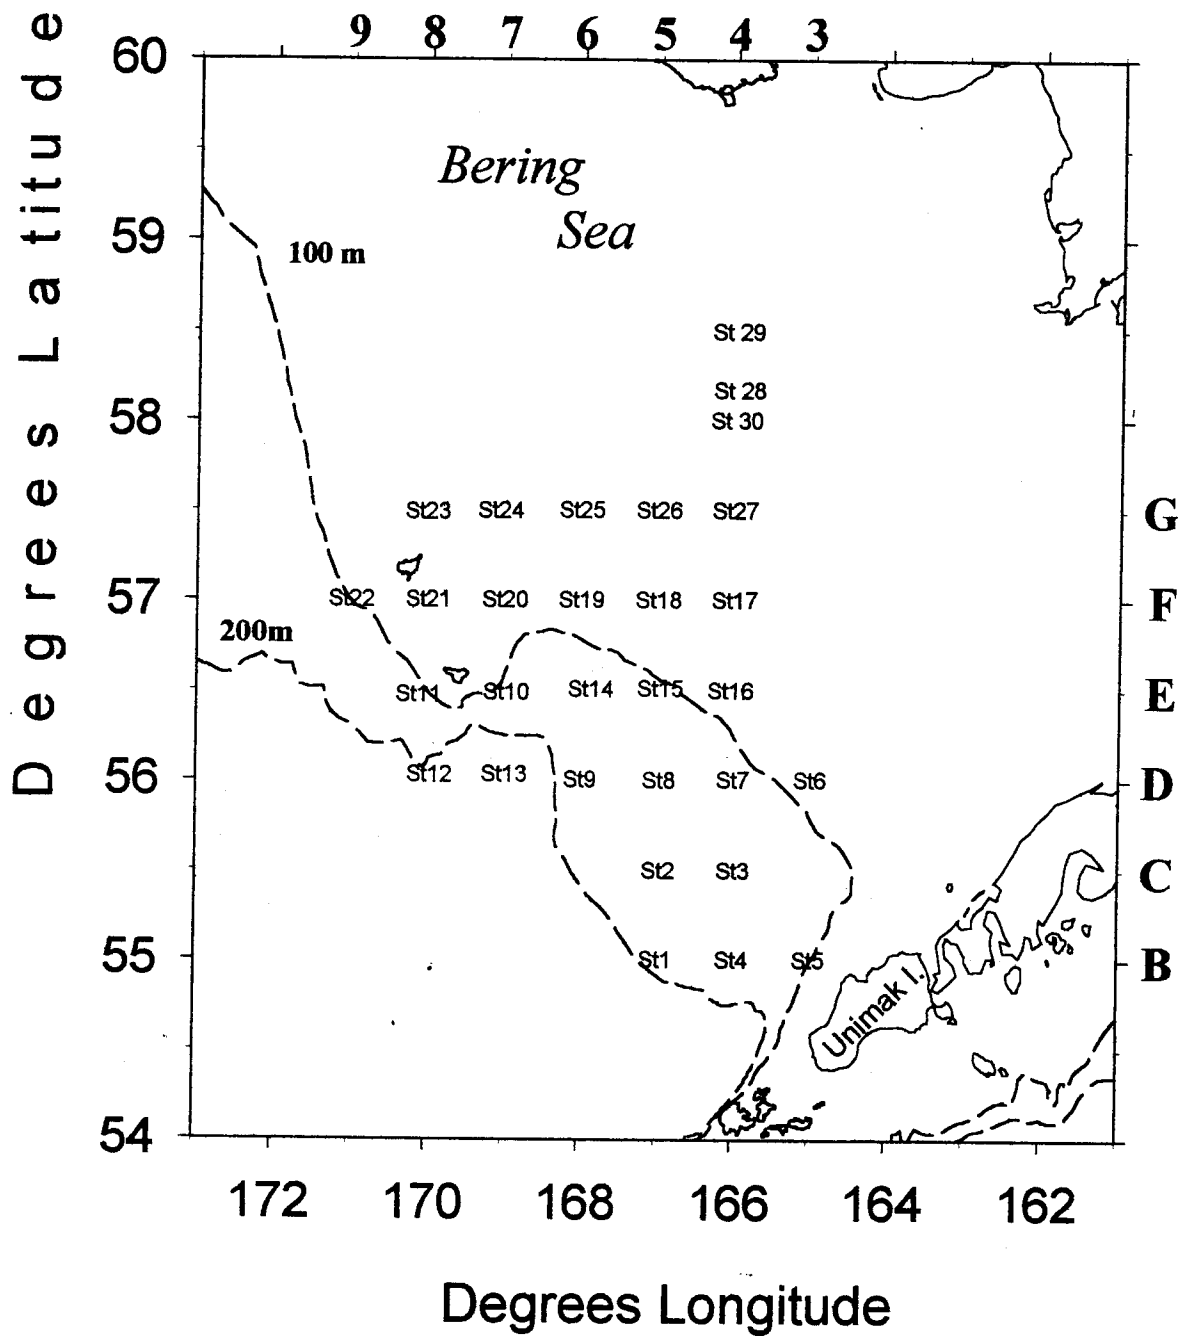 9 8 7 6 5 4 3
60
Bering
Sea
59
100 m
St 29
St 28
58
St 30
St23 St24 St25 St26 St27 G
57
St22 St21 St20 St19 St18 St17 F
200m
St11 St10 St14 St15 St16 E
56
St12 St13 St9 St8 St7 St6 D
St2 St3 C
55
St1 St4 St5 B
Unimak I.
54
172 170 168 166 164 162
Degrees Longitude
Degrees Latitude